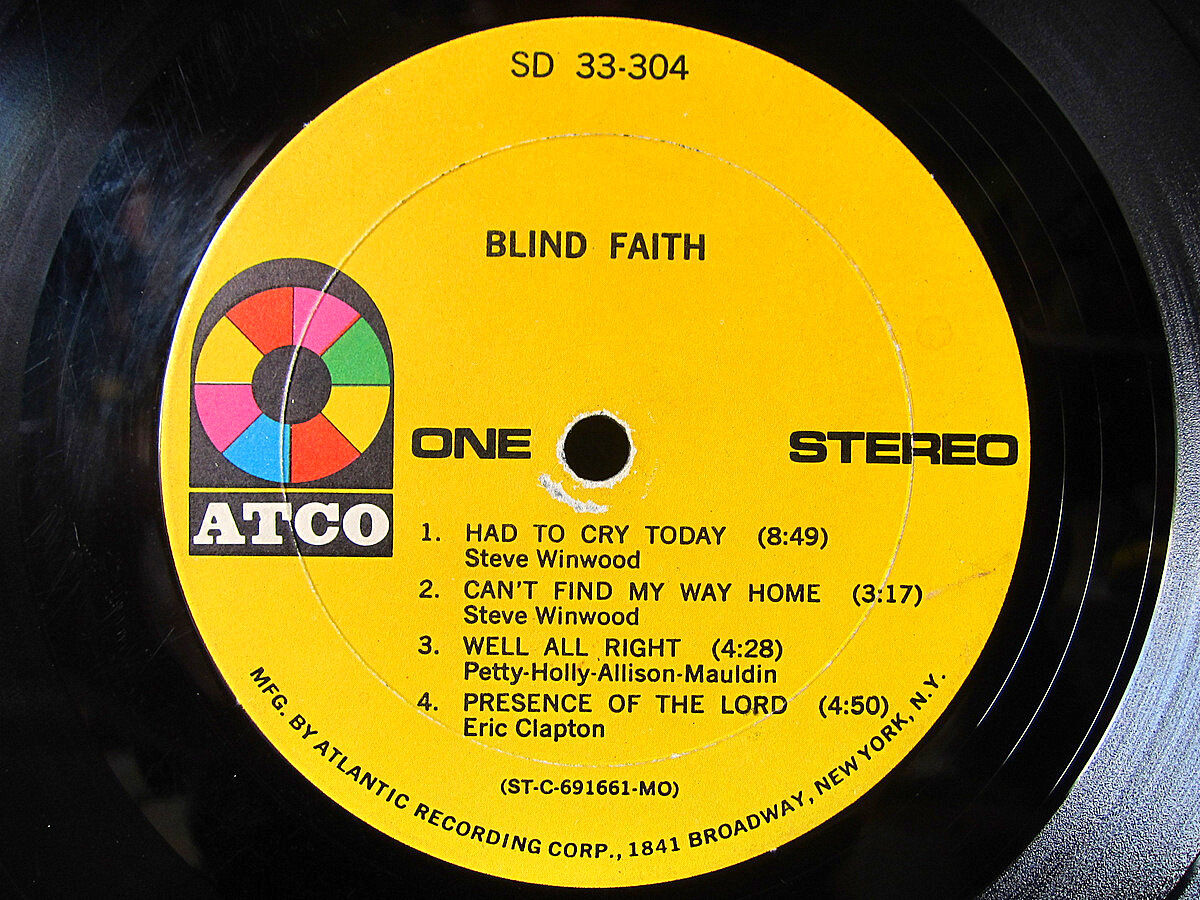 SD 33-304
BLIND FAITH
ATCO
ONE
STEREO
1. HAD TO CRY TODAY (8:49)
Steve Winwood
2. CAN'T FIND MY WAY HOME (3:17)
Steve Winwood
3. WELL ALL RIGHT (4:28)
Petty-Holly-Allison-Mauldin
4. PRESENCE OF THE LORD (4:50)
Eric Clapton
(ST-C-691661-MO)
MFG. BY ATLANTIC RECORDING CORP., 1841 BROADWAY, NEW YORK, N.Y.